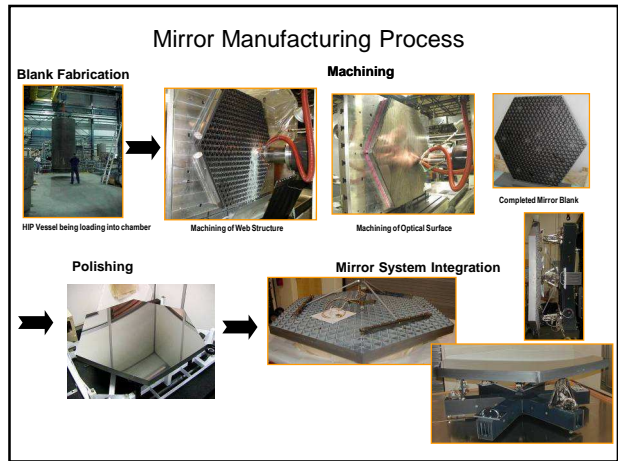 Mirror Manufacturing Process
Blank Fabrication
Machining
HIP Vessel being loading into chamber
Machining of Web Structure
Machining of Optical Surface
Completed Mirror Blank
Polishing
Mirror System Integration